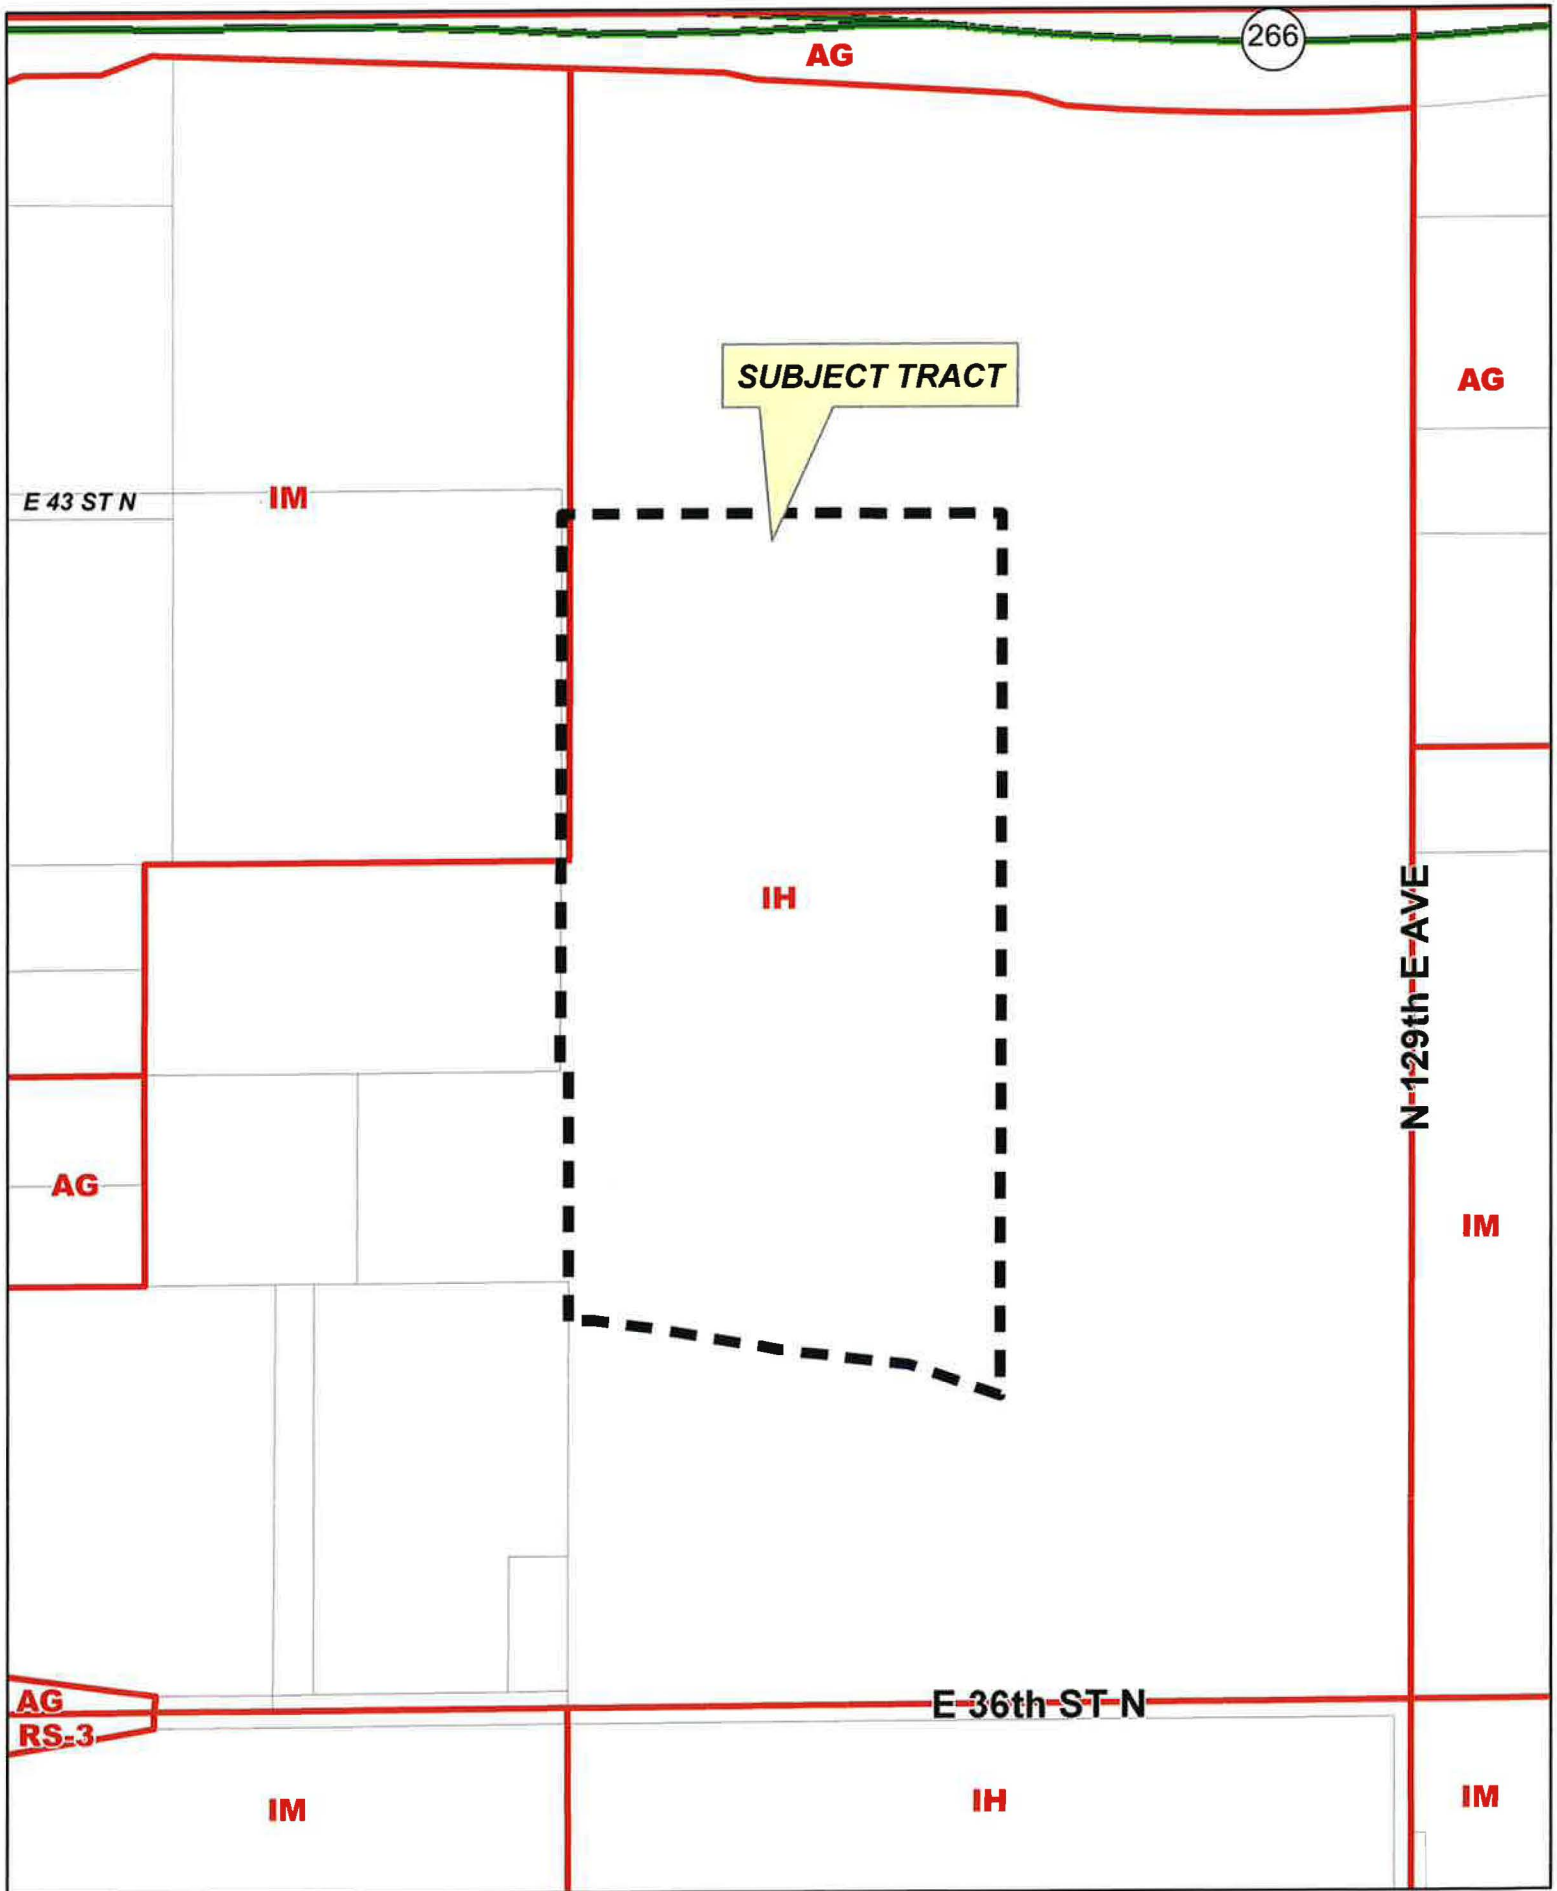 266
AG
SUBJECT TRACT
AG
E 43 ST N
IM
IH
N 129th E AVE
AG
IM
AG
E 36th ST N
RS-3
IM
IH
IM